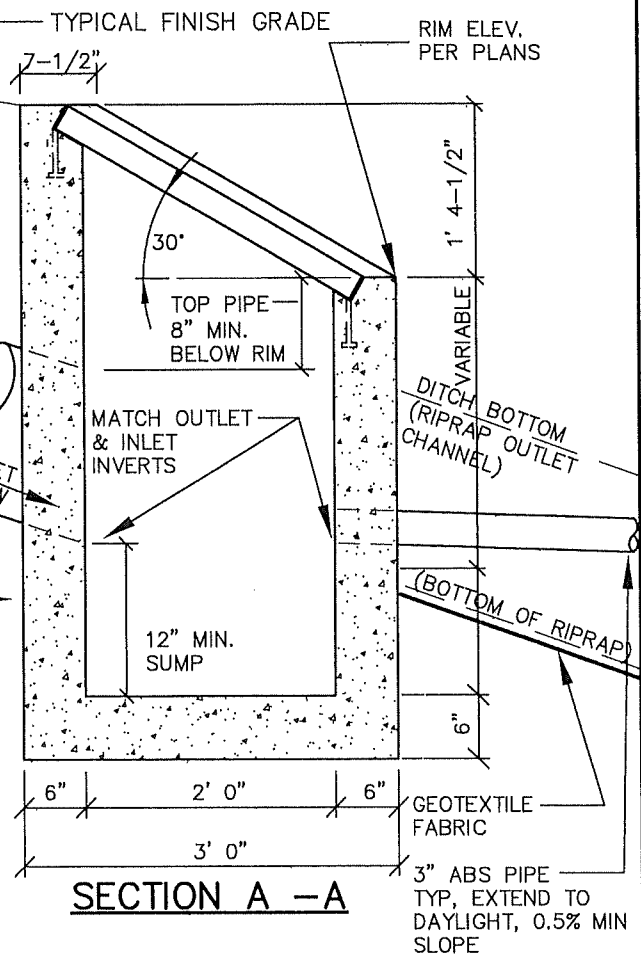 TYPICAL FINISH GRADE
7-1/2"
RIM ELEV.
PER PLANS
1' 4-1/2"
30°
TOP PIPE
8" MIN.
BELOW RIM
VARIABLE
MATCH OUTLET
& INLET
INVERTS
DITCH BOTTOM
(RIPRAP OUTLET
CHANNEL)
12" MIN.
SUMP
(BOTTOM OF RIPRAP)
6"
6"
2' 0"
6"
3' 0"
GEOTEXTILE
FABRIC
3" ABS PIPE
TYP, EXTEND TO
DAYLIGHT, 0.5% MIN
SLOPE
SECTION A -A